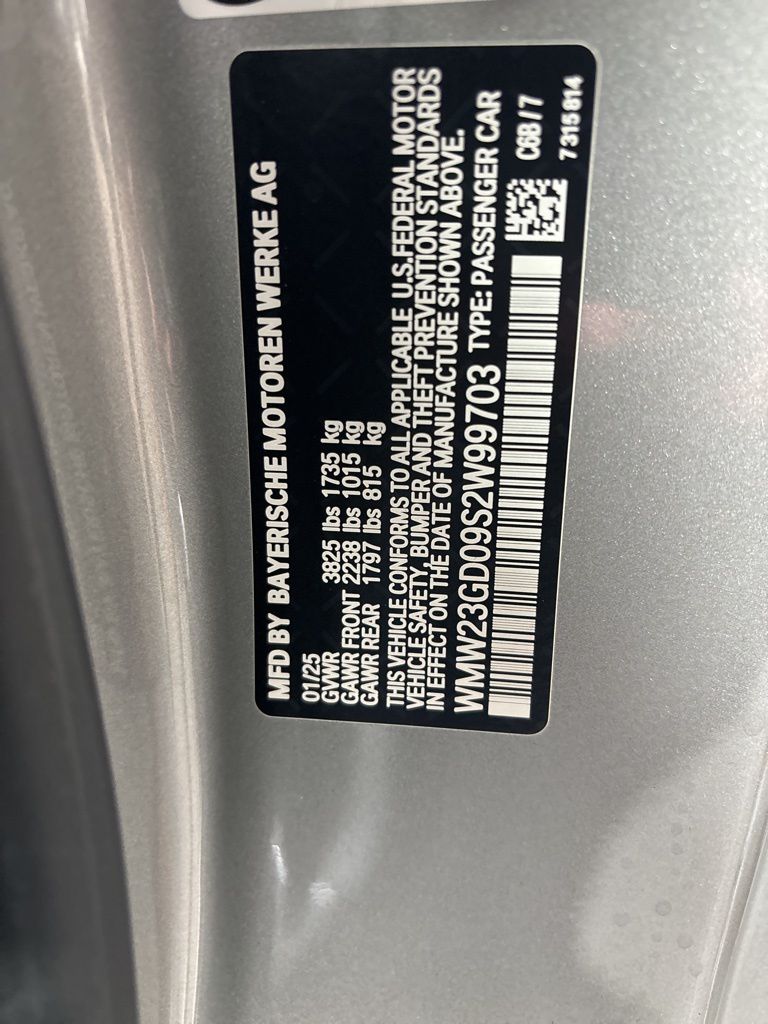 MFD BY BAYERISCHE MOTOREN WERKE AG
01/25
GVWR 3825 lbs 1735 kg
GAWR FRONT 2238 lbs 1015 kg
GAWR REAR 1797 lbs 815 kg
THIS VEHICLE CONFORMS TO ALL APPLICABLE U.S.FEDERAL MOTOR
VEHICLE SAFETY, BUMPER AND THEFT PREVENTION STANDARDS
IN EFFECT ON THE DATE OF MANUFACTURE SHOWN ABOVE.
WMW23GD09S2W99703 TYPE: PASSENGER CAR
C6B/7
7315814